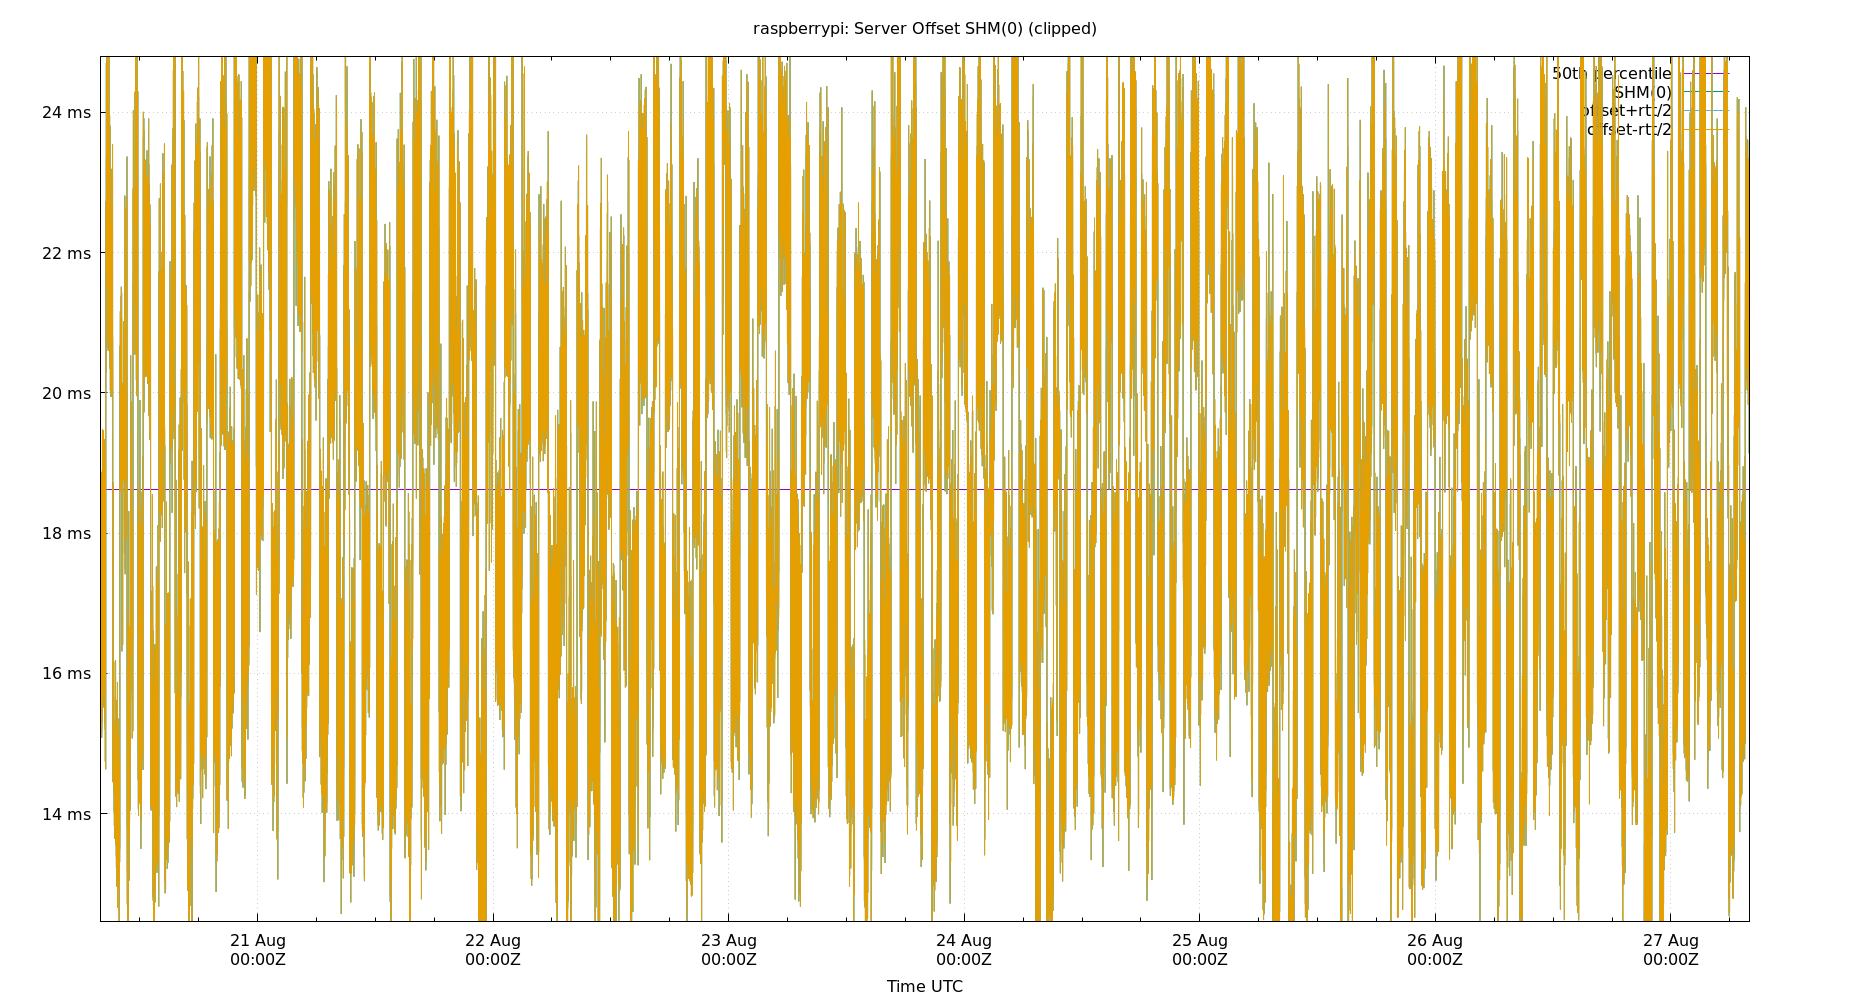 raspberrypi: Server Offset SHM(0) (clipped)
50th percentile
SHM(0)
offset+rtt/2
offset-rtt/2
24 ms
22 ms
20 ms
18 ms
16 ms
14 ms
21 Aug 22 Aug 23 Aug 24 Aug 25 Aug 26 Aug 27 Aug
00:00Z 00:00Z 00:00Z 00:00Z 00:00Z 00:00Z 00:00Z
Time UTC